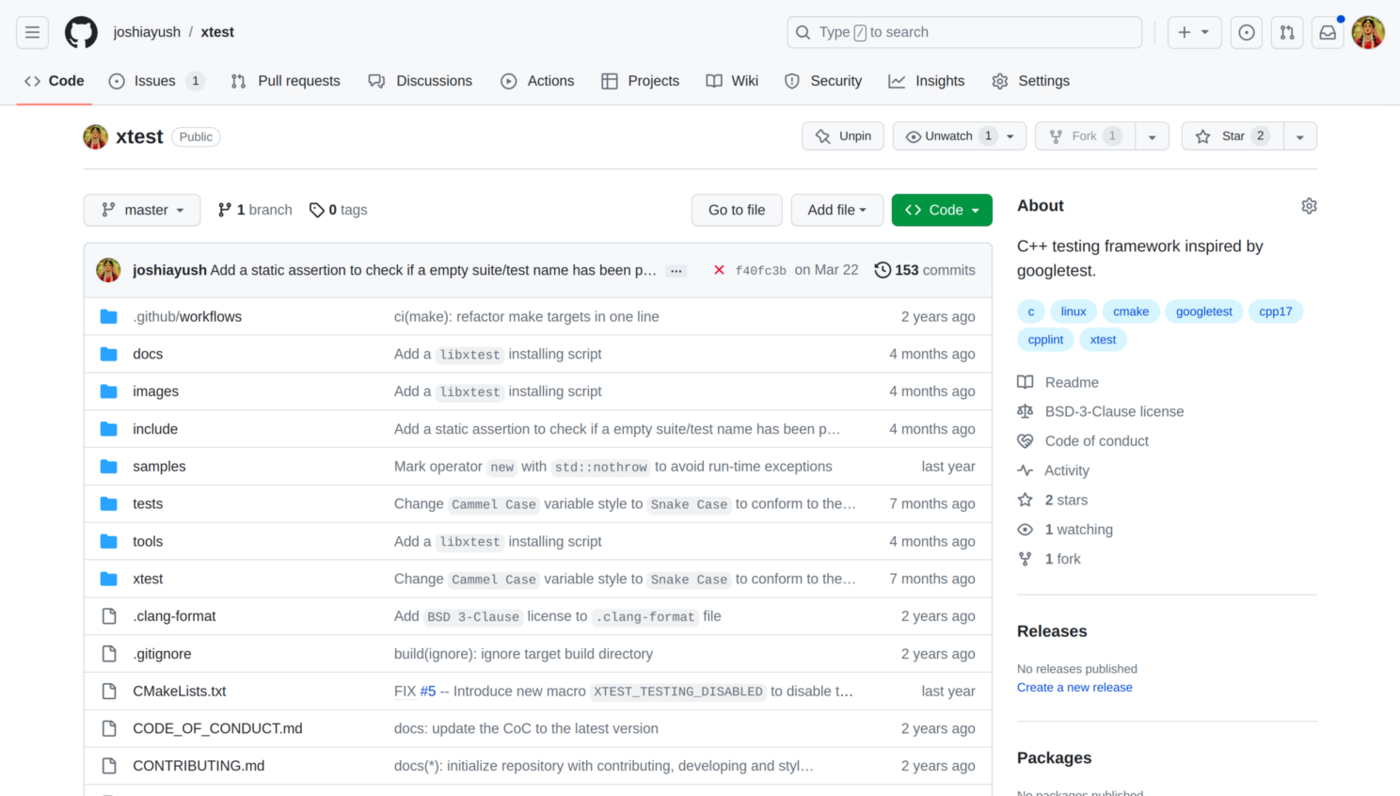 joshiayush / xtest
Type / to search
Code Issues 1 Pull requests Discussions Actions Projects Wiki Security Insights Settings
xtest Public
Unpin Unwatch 1 Fork 1 Star 2
master 1 branch 0 tags
Go to file Add file Code
joshiayush Add a static assertion to check if a empty suite/test name has been p… ... f40fc3b on Mar 22 153 commits
.github/workflows ci(make): refactor make targets in one line 2 years ago
docs Add a libxtest installing script 4 months ago
images Add a libxtest installing script 4 months ago
include Add a static assertion to check if a empty suite/test name has been p… 4 months ago
samples Mark operator new with std::nothrow to avoid run-time exceptions last year
tests Change Cammel Case variable style to Snake Case to conform to the… 7 months ago
tools Add a libxtest installing script 4 months ago
xtest Change Cammel Case variable style to Snake Case to conform to the… 7 months ago
.clang-format Add BSD 3-Clause license to .clang-format file 2 years ago
.gitignore build(ignore): ignore target build directory 2 years ago
CMakeLists.txt FIX #5 -- Introduce new macro XTEST_TESTING_DISABLED to disable t… last year
CODE_OF_CONDUCT.md docs: update the CoC to the latest version 2 years ago
CONTRIBUTING.md docs(*): initialize repository with contributing, developing and styl… 2 years ago
About
C++ testing framework inspired by
googletest.
c linux cmake googletest cpp17
cpplint xtest
Readme
BSD-3-Clause license
Code of conduct
Activity
2 stars
1 watching
1 fork
Releases
No releases published
Create a new release
Packages
No packages published